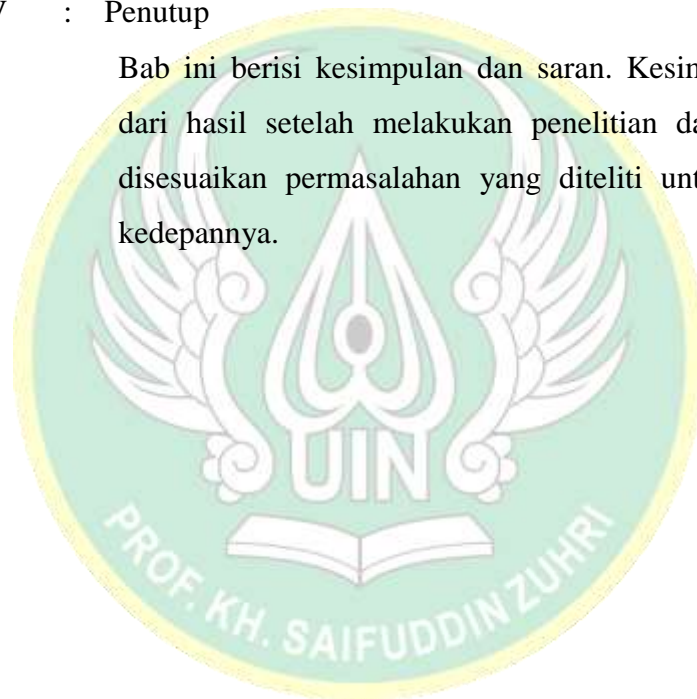 : Penutup
Bab ini berisi kesimpulan dan saran.
dari hasil setelah melakukan penelitian
disesuaikan permasalahan yang diteliti
kedepannya.
UIN
PROF. KH. SAIFUDDIN ZUHRI